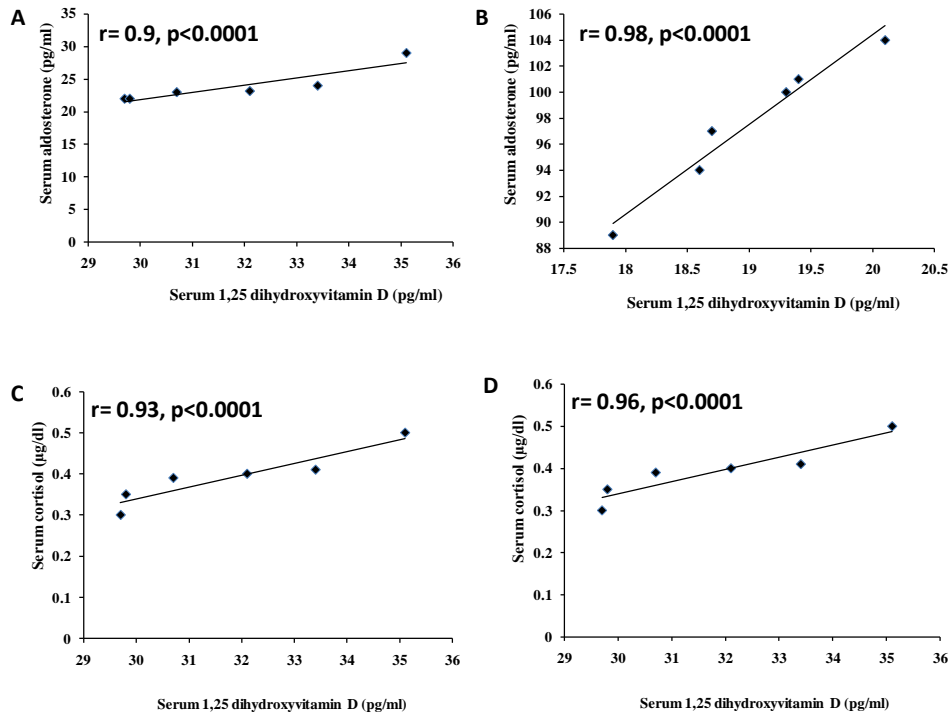 A
r= 0.9, p<0.0001
Serum aldosterone (pg/ml)
35
30
25
20
15
10
5
0
29 30 31 32 33 34 35 36
Serum 1,25 dihydroxyvitamin D (pg/ml)
B
r= 0.98, p<0.0001
Serum aldosterone (pg/ml)
106
104
102
100
98
96
94
92
90
88
17.5 18 18.5 19 19.5 20 20.5
Serum 1,25 dihydroxyvitamin D (pg/ml)
C
r= 0.93, p<0.0001
Serum cortisol (µg/dl)
0.6
0.5
0.4
0.3
0.2
0.1
0
29 30 31 32 33 34 35 36
Serum 1,25 dihydroxyvitamin D (pg/ml)
D
r= 0.96, p<0.0001
Serum cortisol (µg/dl)
0.6
0.5
0.4
0.3
0.2
0.1
0
29 30 31 32 33 34 35 36
Serum 1,25 dihydroxyvitamin D (pg/ml)